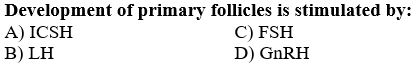 Development of primary follicles is stimulated by:
A) ICSH C) FSH
B) LH D) GnRH